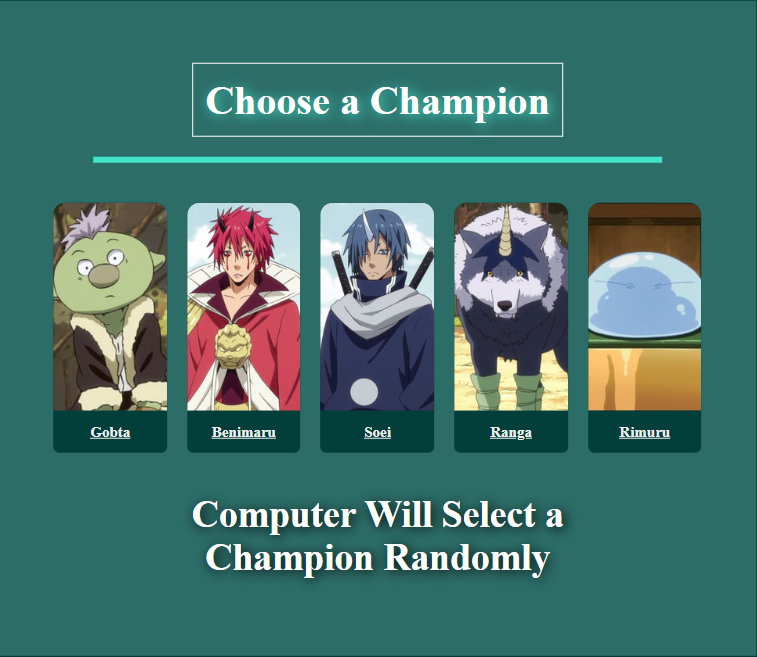 Choose a Champion
Gobta
Benimaru
Soei
Ranga
Rimuru
Computer Will Select a
Champion Randomly